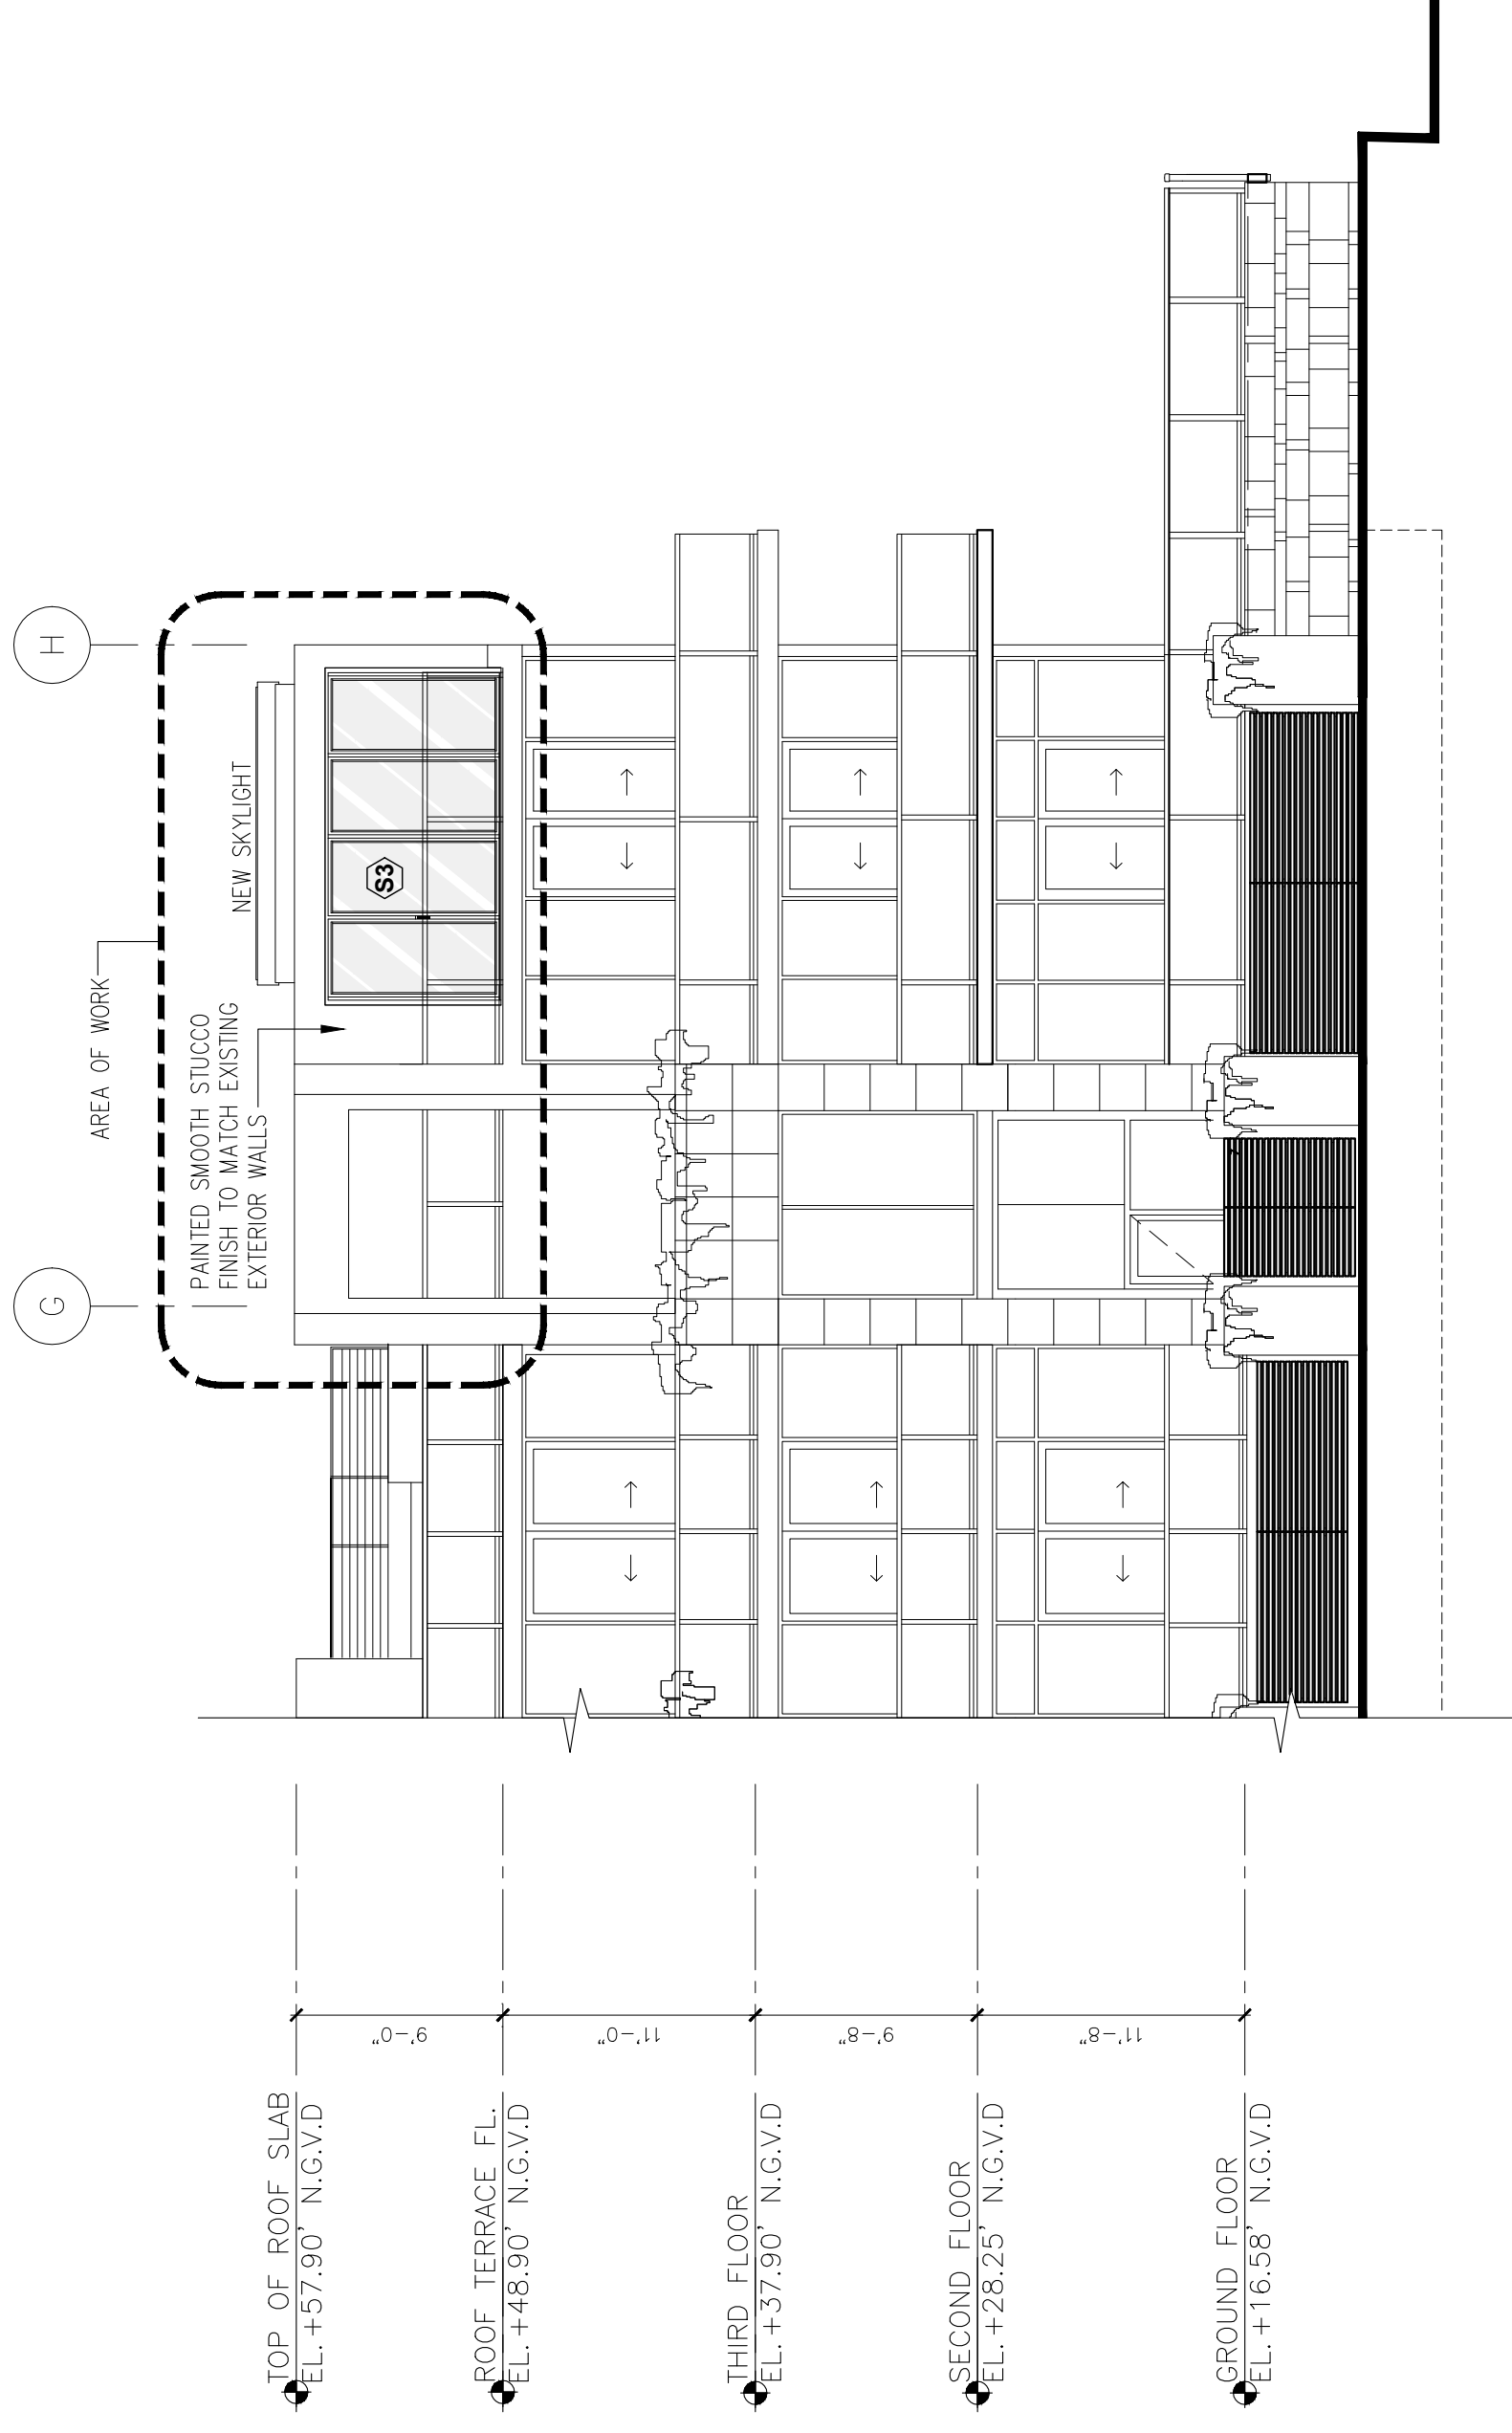 G
H
AREA OF WORK
PAINTED SMOOTH STUCCO
FINISH TO MATCH EXISTING
EXTERIOR WALLS
NEW SKYLIGHT
S3
TOP OF ROOF SLAB
EL. +57.90' N.G.V.D
9'-0"
ROOF TERRACE FL.
EL. +48.90' N.G.V.D
11'-0"
THIRD FLOOR
EL. +37.90' N.G.V.D
9'-8"
SECOND FLOOR
EL. +28.25' N.G.V.D
11'-8"
GROUND FLOOR
EL. +16.58' N.G.V.D